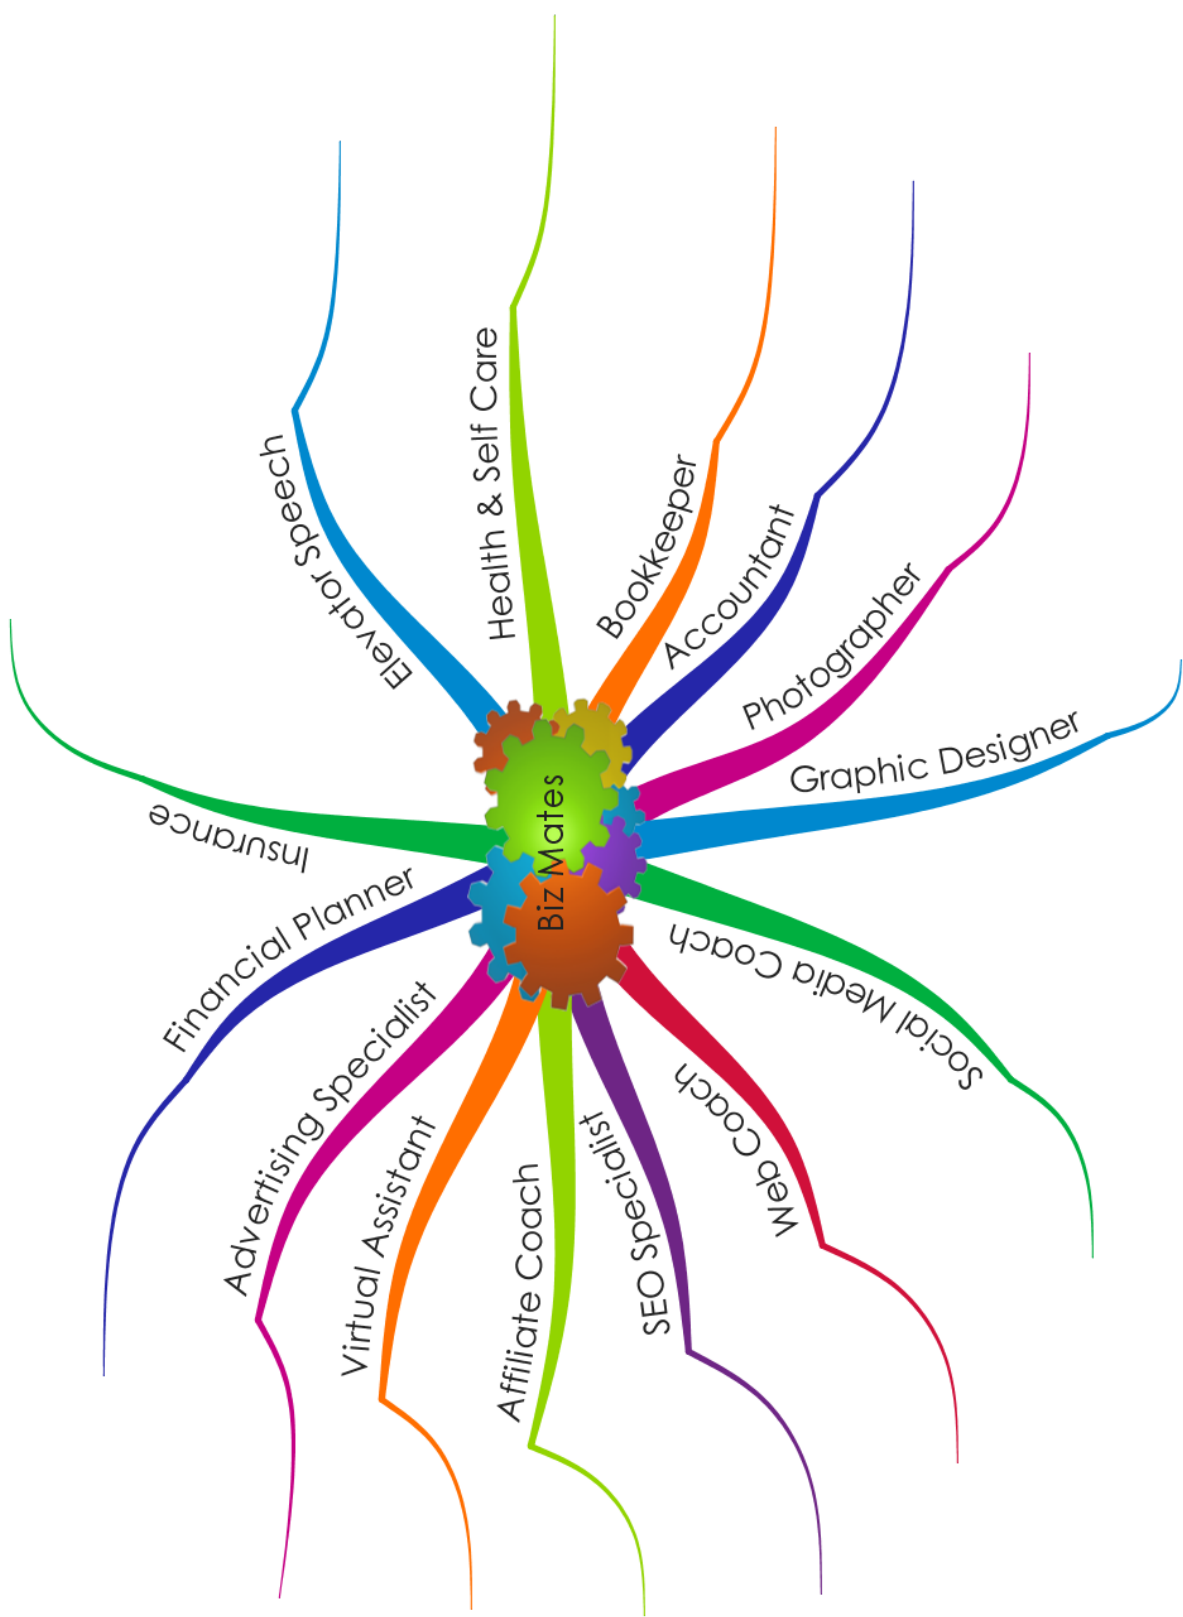 Biz Mates
Health & Self Care
Bookkeeper
Accountant
Photographer
Graphic Designer
Social Media Coach
Web Coach
SEO Specialist
Affiliate Coach
Virtual Assistant
Advertising Specialist
Financial Planner
Insurance
Elevator Speech